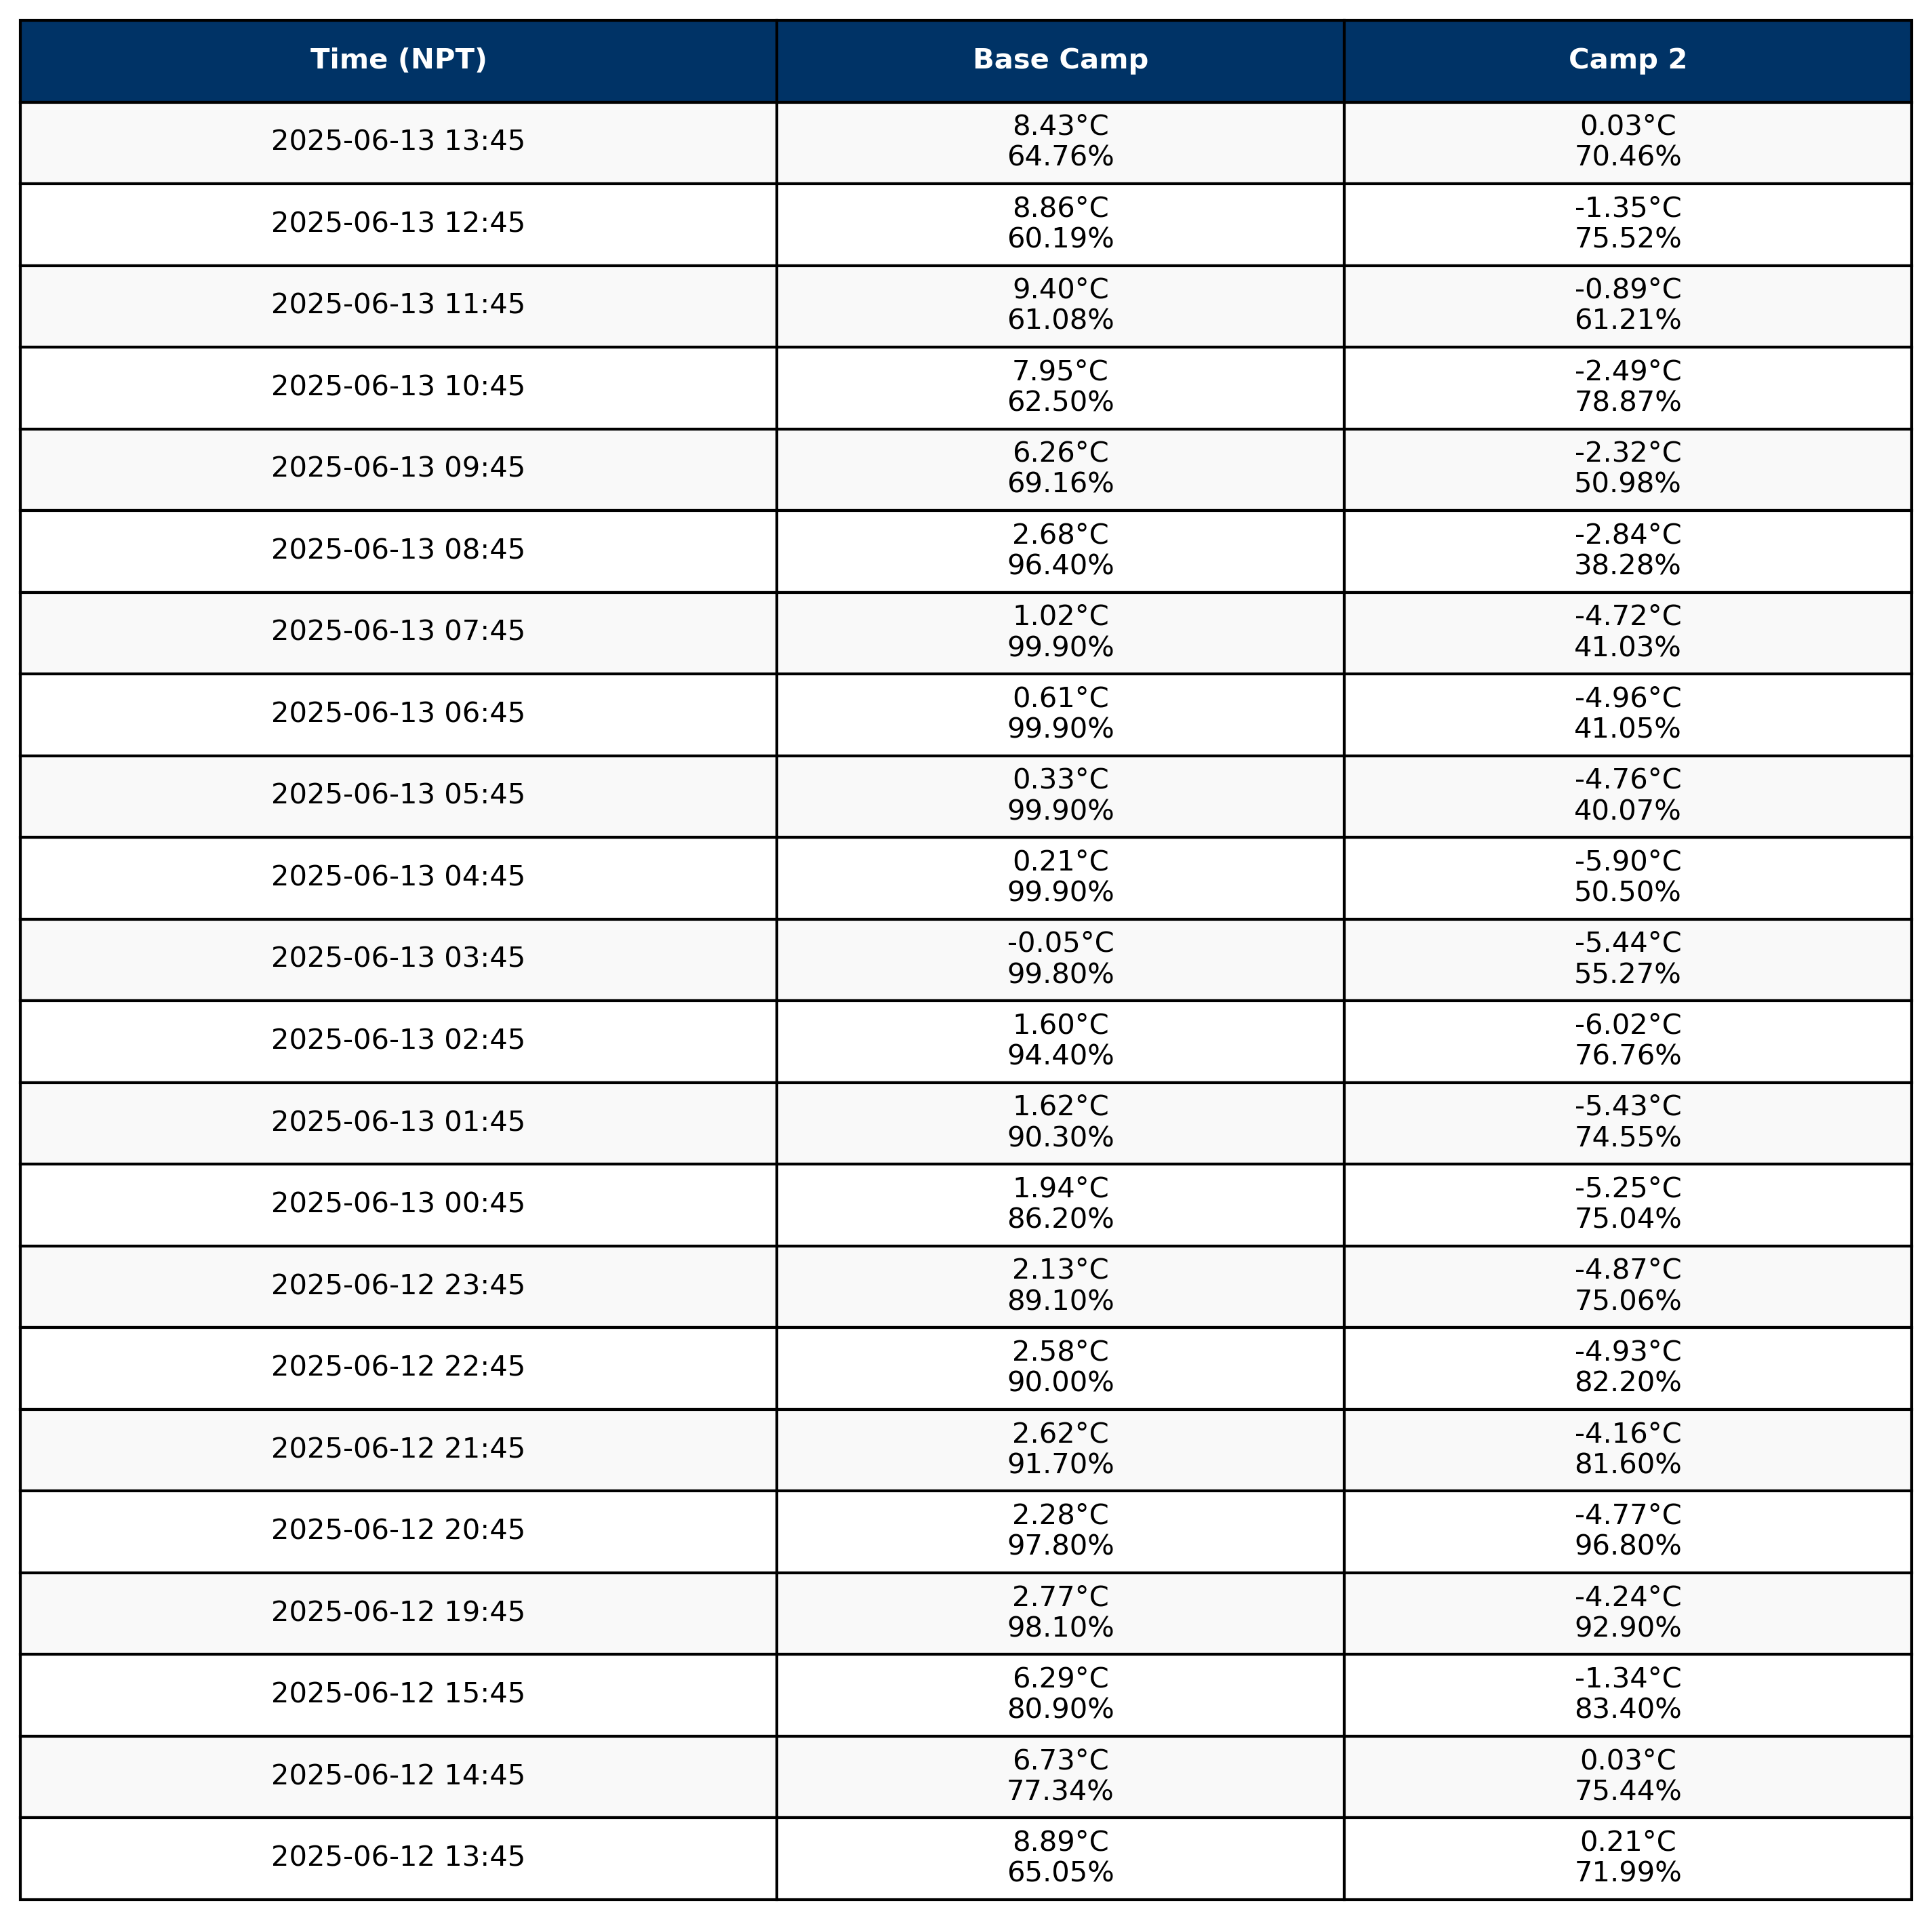 Time (NPT) Base Camp Camp 2
2025-06-13 13:45 8.43°C 0.03°C
64.76% 70.46%
2025-06-13 12:45 8.86°C -1.35°C
60.19% 75.52%
2025-06-13 11:45 9.40°C -0.89°C
61.08% 61.21%
2025-06-13 10:45 7.95°C -2.49°C
62.50% 78.87%
2025-06-13 09:45 6.26°C -2.32°C
69.16% 50.98%
2025-06-13 08:45 2.68°C -2.84°C
96.40% 38.28%
2025-06-13 07:45 1.02°C -4.72°C
99.90% 41.03%
2025-06-13 06:45 0.61°C -4.96°C
99.90% 41.05%
2025-06-13 05:45 0.33°C -4.76°C
99.90% 40.07%
2025-06-13 04:45 0.21°C -5.90°C
99.90% 50.50%
2025-06-13 03:45 -0.05°C -5.44°C
99.80% 55.27%
2025-06-13 02:45 1.60°C -6.02°C
94.40% 76.76%
2025-06-13 01:45 1.62°C -5.43°C
90.30% 74.55%
2025-06-13 00:45 1.94°C -5.25°C
86.20% 75.04%
2025-06-12 23:45 2.13°C -4.87°C
89.10% 75.06%
2025-06-12 22:45 2.58°C -4.93°C
90.00% 82.20%
2025-06-12 21:45 2.62°C -4.16°C
91.70% 81.60%
2025-06-12 20:45 2.28°C -4.77°C
97.80% 96.80%
2025-06-12 19:45 2.77°C -4.24°C
98.10% 92.90%
2025-06-12 15:45 6.29°C -1.34°C
80.90% 83.40%
2025-06-12 14:45 6.73°C 0.03°C
77.34% 75.44%
2025-06-12 13:45 8.89°C 0.21°C
65.05% 71.99%